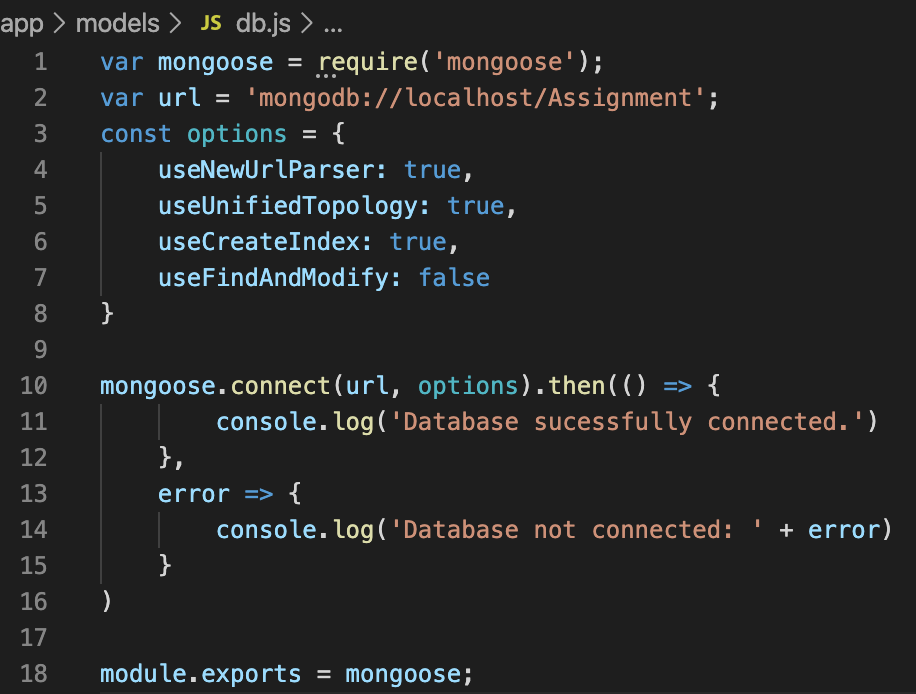 app > models > JS db.js > ...
1 var mongoose = require('mongoose');
2 var url = 'mongodb://localhost/Assignment';
3 const options = {
4     useNewUrlParser: true,
5     useUnifiedTopology: true,
6     useCreateIndex: true,
7     useFindAndModify: false
8 }
9
10 mongoose.connect(url, options).then(() => {
11         console.log('Database sucessfully connected.')
12     },
13     error => {
14         console.log('Database not connected: ' + error)
15     }
16 )
17
18 module.exports = mongoose;